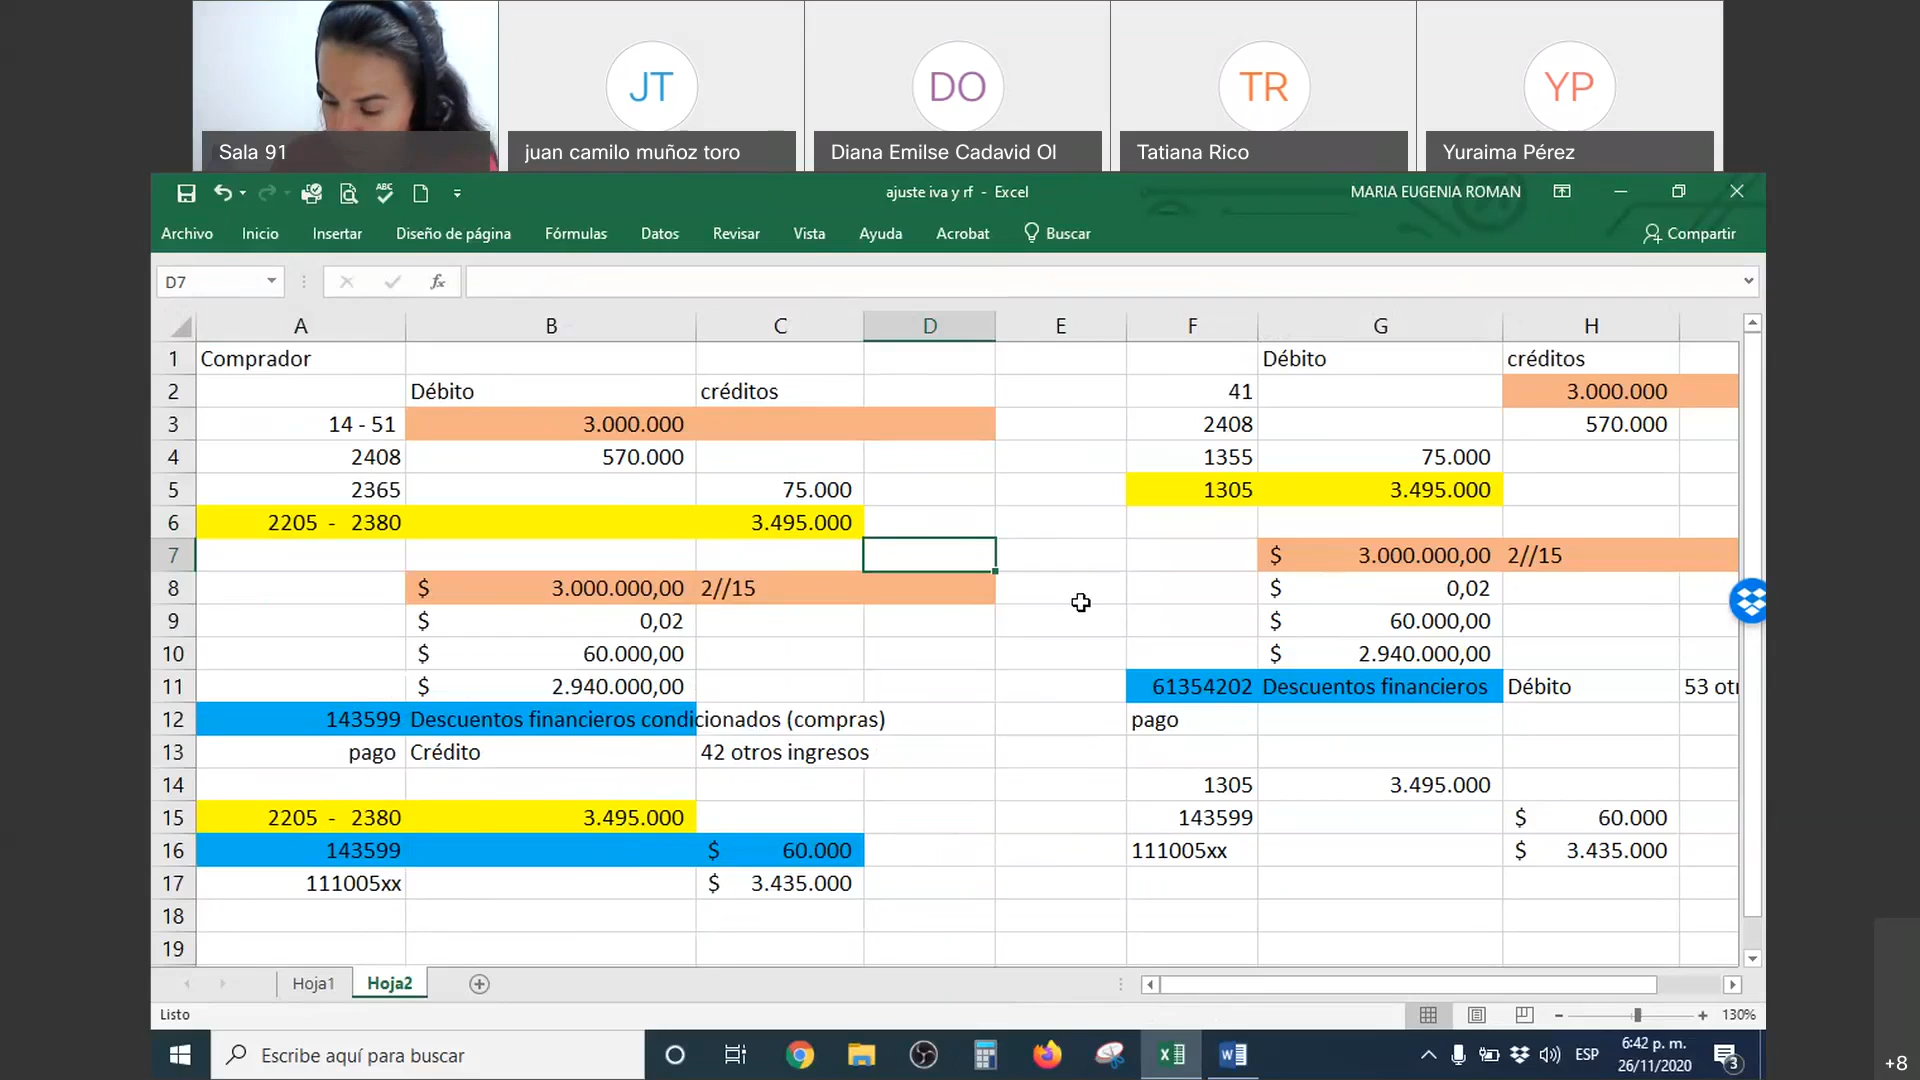 JT
DO
TR
YP
Sala 91
juan camilo muñoz toro
Diana Emilse Cadavid Ol
Tatiana Rico
Yuraima Pérez
ABC
ajuste iva y rf - Excel
MARIA EUGENIA ROMAN
Archivo Inicio Insertar Diseño de página Fórmulas Datos Revisar Vista Ayuda Acrobat Buscar Compartir
D7 fx
A B C D E F G H
1 Comprador Débito créditos
2 Débito créditos 41 3.000.000
3 14 - 51 3.000.000 2408 570.000
4 2408 570.000 1355 75.000
5 2365 75.000 1305 3.495.000
6 2205 - 2380 3.495.000
7 $ 3.000.000,00 2//15
8 $ 3.000.000,00 2//15 $ 0,02
9 $ 0,02 $ 60.000,00
10 $ 60.000,00 $ 2.940.000,00
11 $ 2.940.000,00 61354202 Descuentos financieros Débito 53 otr
12 143599 Descuentos financieros condicionados (compras) pago
13 pago Crédito 42 otros ingresos
14 1305 3.495.000
15 2205 - 2380 3.495.000 143599 $ 60.000
16 143599 $ 60.000 111005xx $ 3.435.000
17 111005xx $ 3.435.000
18
19
Hoja1 Hoja2
Listo 130%
Escribe aquí para buscar
ESP
6:42 p. m.
26/11/2020
3
+8